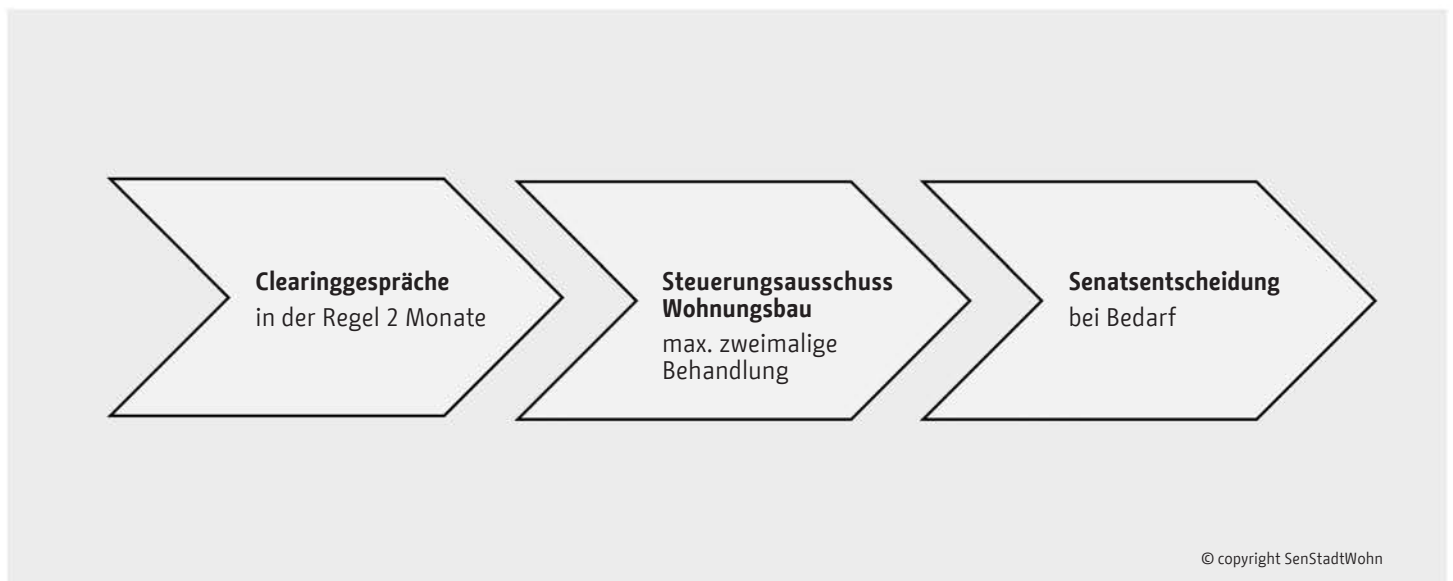 Clearinggespräche
in der Regel 2 Monate
Steuerungsausschuss
Wohnungsbau
max. zweimalige
Behandlung
Senatsentscheidung
bei Bedarf
© copyright SenStadtWohn